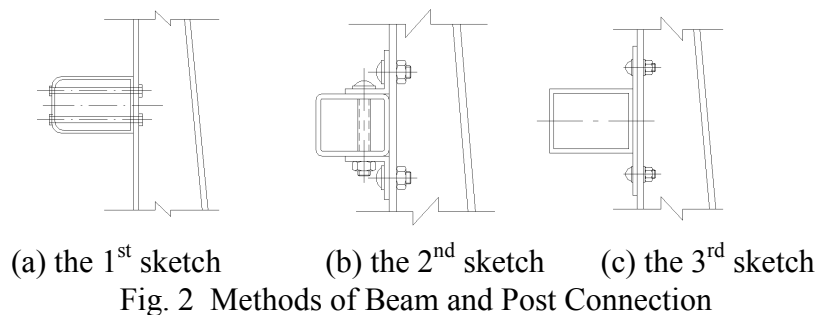 (a) the 1st sketch (b) the 2nd sketch (c) the 3rd sketch
Fig. 2 Methods of Beam and Post Connection